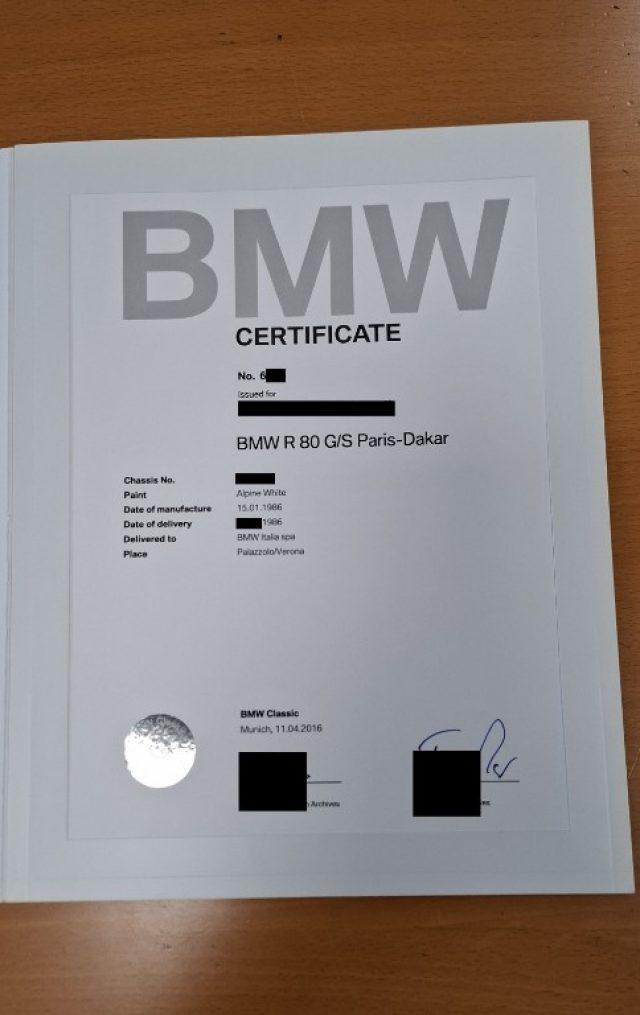 BMW
CERTIFICATE
No. 6
Issued for
BMW R 80 G/S Paris-Dakar
Chassis No.
Paint Alpine White
Date of manufacture 15.01.1986
Date of delivery 1986
Delivered to BMW Italia spa
Place Palazzolo/Verona
BMW Classic
Munich, 11.04.2016
Archives